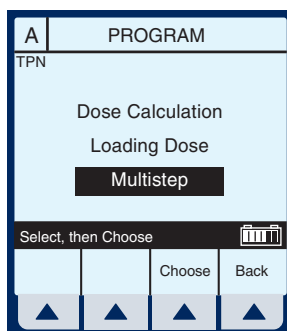 A PROGRAM
TPN
Dose Calculation
Loading Dose
Multistep
Select, then Choose
Choose Back